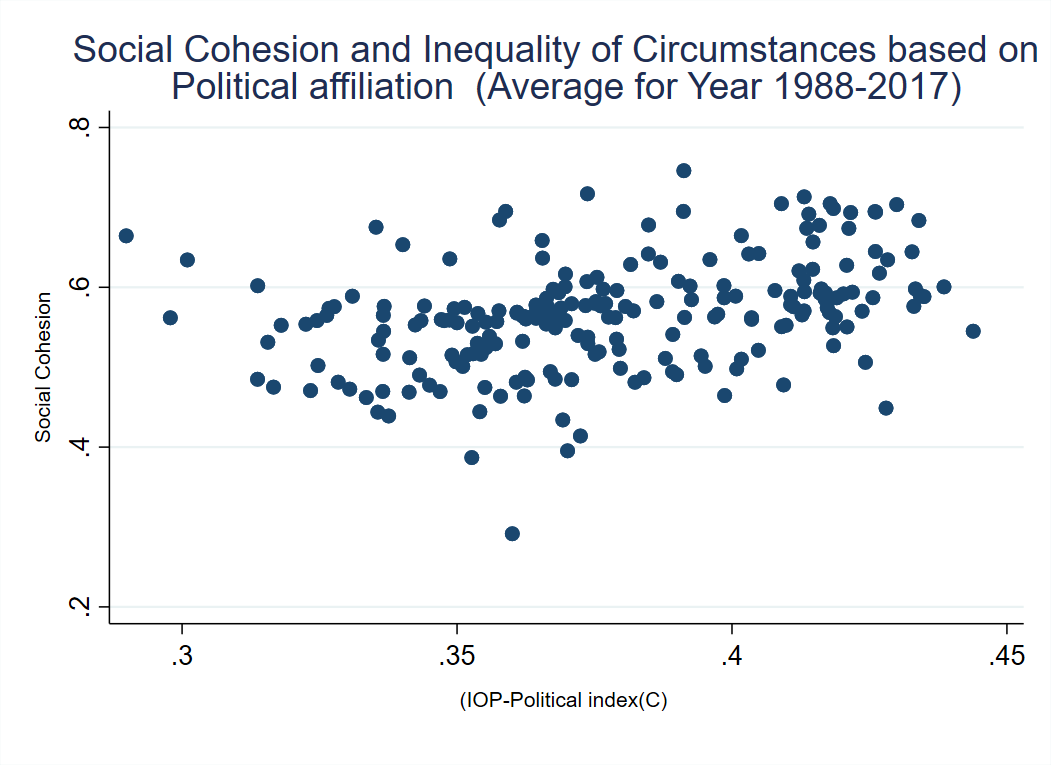 Social Cohesion and Inequality of Circumstances based on
Political affiliation  (Average for Year 1988-2017)
.8
.6
.4
.2
Social Cohesion
.3 .35 .4 .45
(IOP-Political index(C)